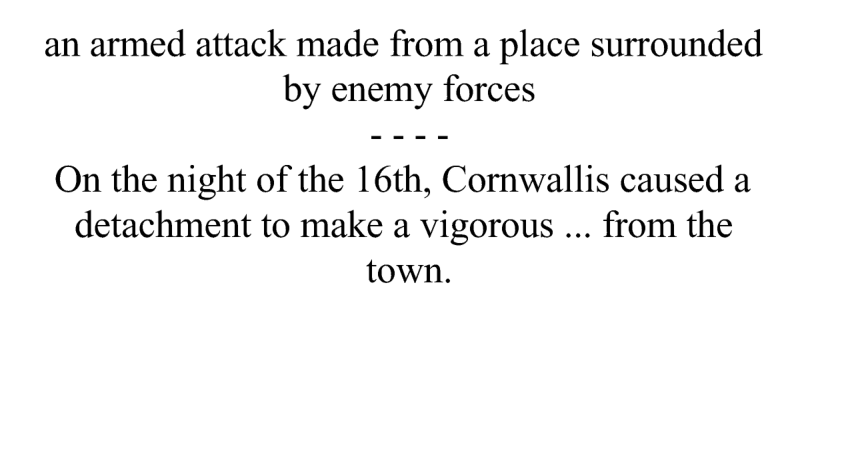 an armed attack made from a place surrounded
by enemy forces
- - - -
On the night of the 16th, Cornwallis caused a
detachment to make a vigorous ... from the
town.